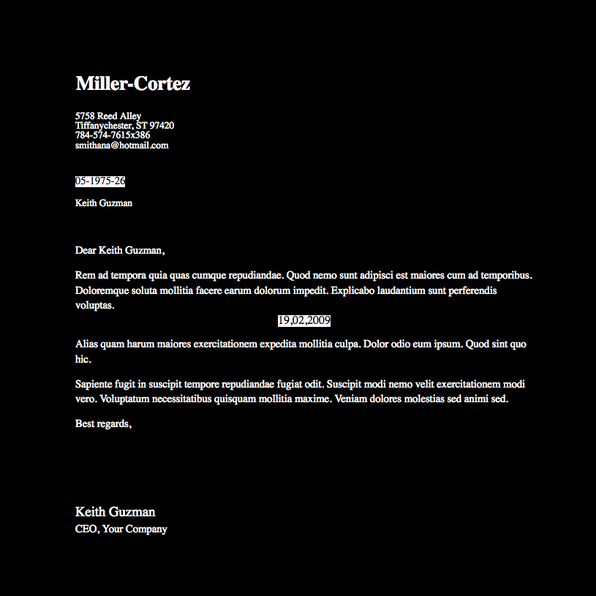 Miller-Cortez
5758 Reed Alley
Tiffanychester, ST 97420
784-574-7615x386
smithana@hotmail.com
05-1975-26
Keith Guzman
Dear Keith Guzman,
Rem ad tempora quia quas cumque repudiandae. Quod nemo sunt adipisci est maiores cum ad temporibus.
Doloremque soluta mollitia facere earum dolorum impedit. Explicabo laudantium sunt perferendis
voluptas.
19,02,2009
Alias quam harum maiores exercitationem expedita mollitia culpa. Dolor odio eum ipsum. Quod sint quo
hic.
Sapiente fugit in suscipit tempore repudiandae fugiat odit. Suscipit modi nemo velit exercitationem modi
vero. Voluptatum necessitatibus quisquam mollitia maxime. Veniam dolores molestias sed animi sed.
Best regards,
Keith Guzman
CEO, Your Company